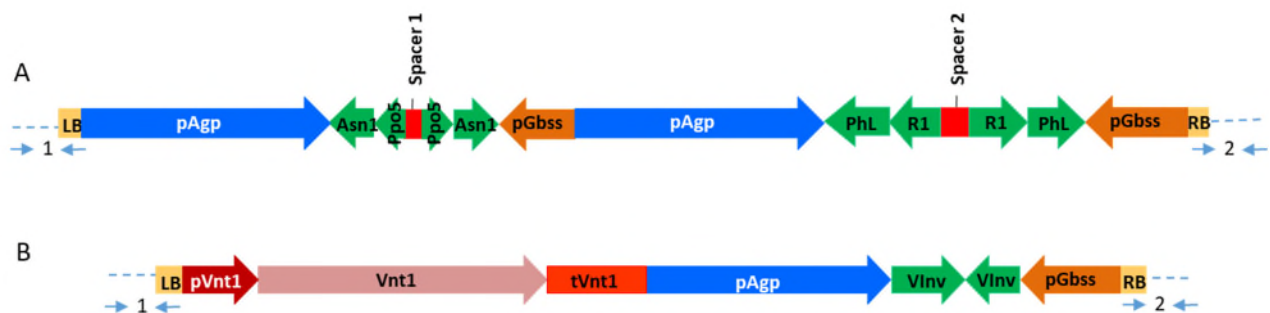 Spacer 1
Spacer 2
A
LB pAgp Asn1 Ppo5 Ppo5 Asn1 pGbss pAgp PhL R1 R1 PhL pGbss RB
1 2
B
LB pVnt1 Vnt1 tVnt1 pAgp VInv VInv pGbss RB
1 2